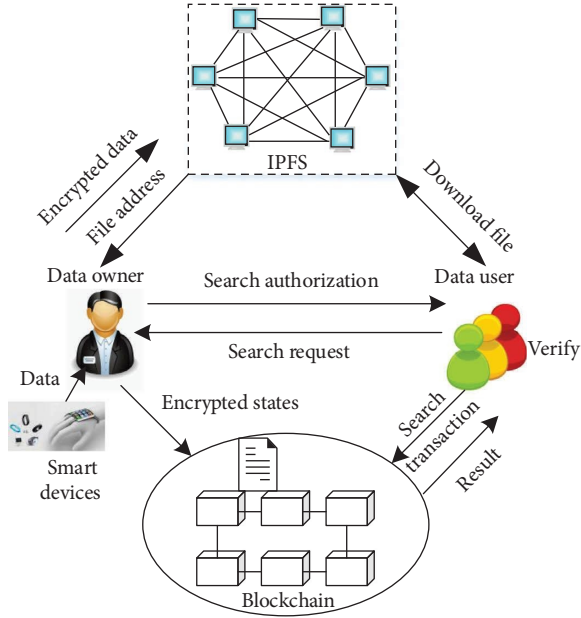 IPFS
Encrypted data
File address
Download file
Data owner
Data user
Search authorization
Search request
Verify
Data
Encrypted states
Search
transaction
Result
Smart
devices
Blockchain